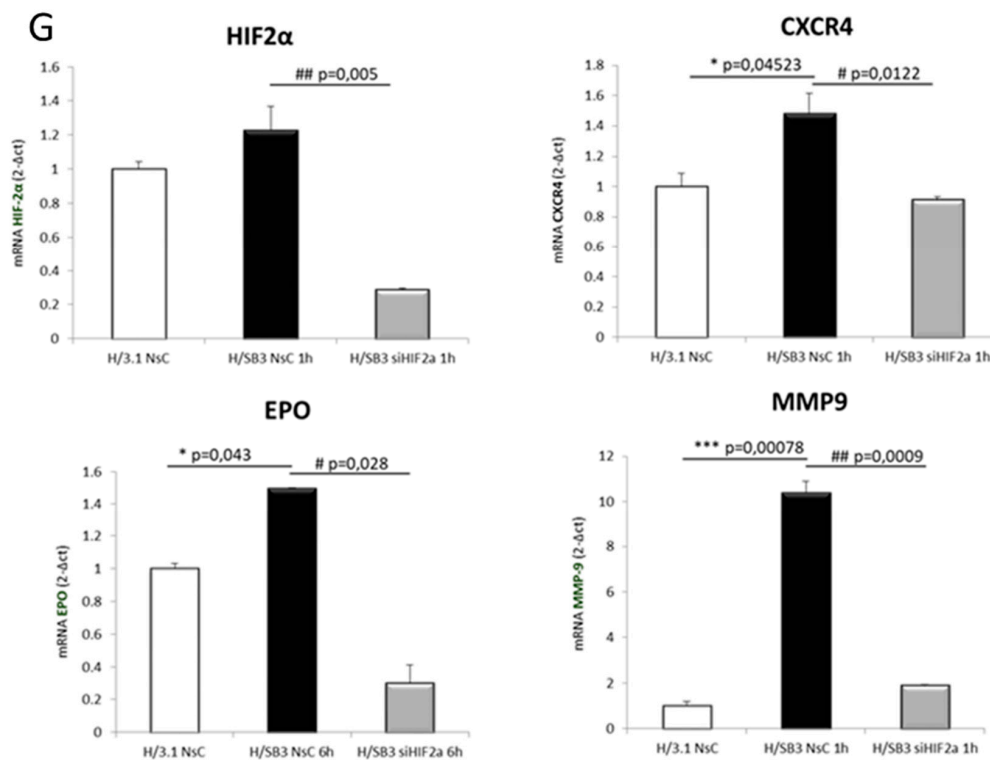 G
HIF2α
1.6
1.4
1.2
1
0.8
0.6
0.4
0.2
0
mRNA HIF-2α (2-Δct)
## p=0,005
H/3.1 NsC
H/SB3 NsC 1h
H/SB3 siHIF2a 1h
CXCR4
1.8
1.6
1.4
1.2
1
0.8
0.6
0.4
0.2
0
mRNA CXCR4 (2-Δct)
* p=0,04523
# p=0,0122
H/3.1 NsC
H/SB3 NsC 1h
H/SB3 siHIF2a 1h
EPO
1.6
1.4
1.2
1
0.8
0.6
0.4
0.2
0
mRNA EPO (2-Δct)
* p=0,043
# p=0,028
H/3.1 NsC
H/SB3 NsC 6h
H/SB3 siHIF2a 6h
MMP9
12
10
8
6
4
2
0
mRNA MMP-9 (2-Δct)
*** p=0,00078
## p=0,0009
H/3.1 NsC
H/SB3 NsC 1h
H/SB3 siHIF2a 1h